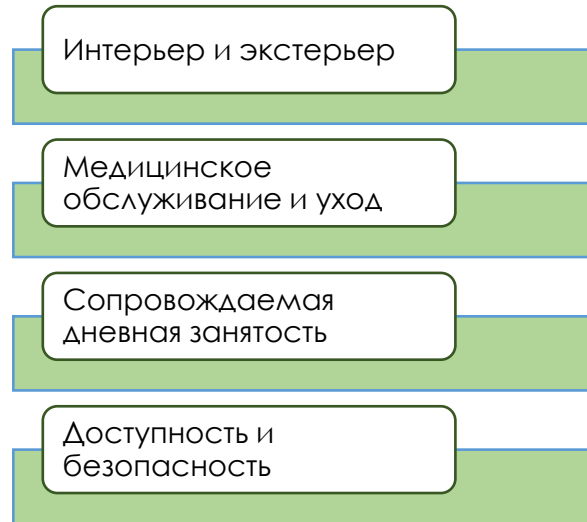 Интерьер и экстерьер
Медицинское
обслуживание и уход
Сопровождаемая
дневная занятость
Доступность и
безопасность